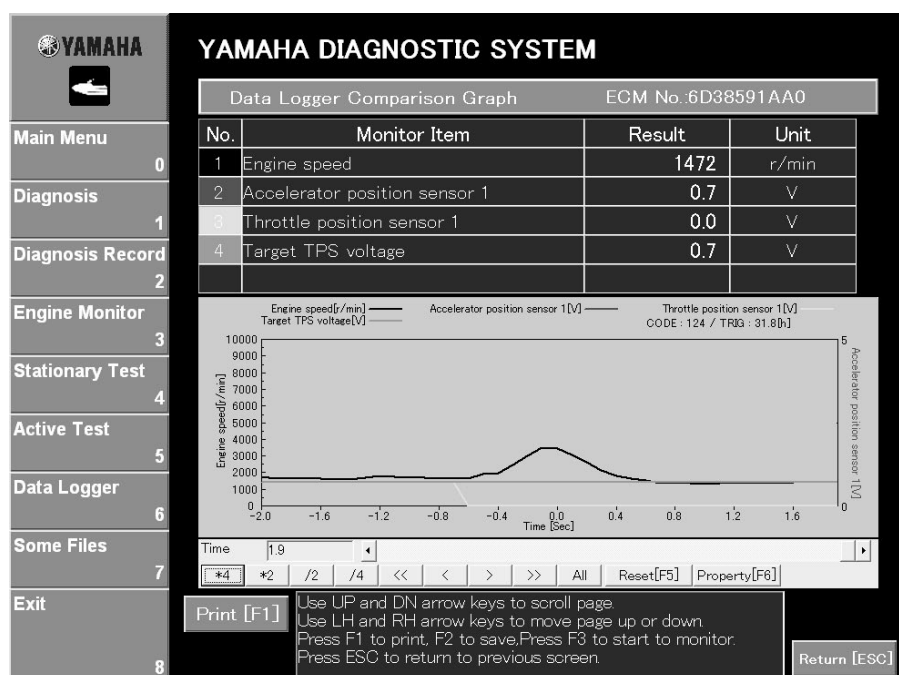 YAMAHA
YAMAHA DIAGNOSTIC SYSTEM
Data Logger Comparison Graph ECM No.:6D38591AA0
Main Menu
0
Diagnosis
1
Diagnosis Record
2
Engine Monitor
3
Stationary Test
4
Active Test
5
Data Logger
6
Some Files
7
Exit
8
No. Monitor Item Result Unit
1 Engine speed 1472 r/min
2 Accelerator position sensor 1 0.7 V
3 Throttle position sensor 1 0.0 V
4 Target TPS voltage 0.7 V
Engine speed[r/min] Accelerator position sensor 1[V] Throttle position sensor 1[V]
Target TPS voltage[V] CODE : 124 / TRIG : 31.8[h]
Engine speed[r/min]
10000
9000
8000
7000
6000
5000
4000
3000
2000
1000
0
5
0
Accelerator position sensor 1[V]
-2.0 -1.6 -1.2 -0.8 -0.4 0.0 0.4 0.8 1.2 1.6
Time [Sec]
Time 1.9
*4 *2 /2 /4 << < > >> All Reset[F5] Property[F6]
Print [F1]
Use UP and DN arrow keys to scroll page.
Use LH and RH arrow keys to move page up or down.
Press F1 to print, F2 to save,Press F3 to start to monitor.
Press ESC to return to previous screen.
Return [ESC]